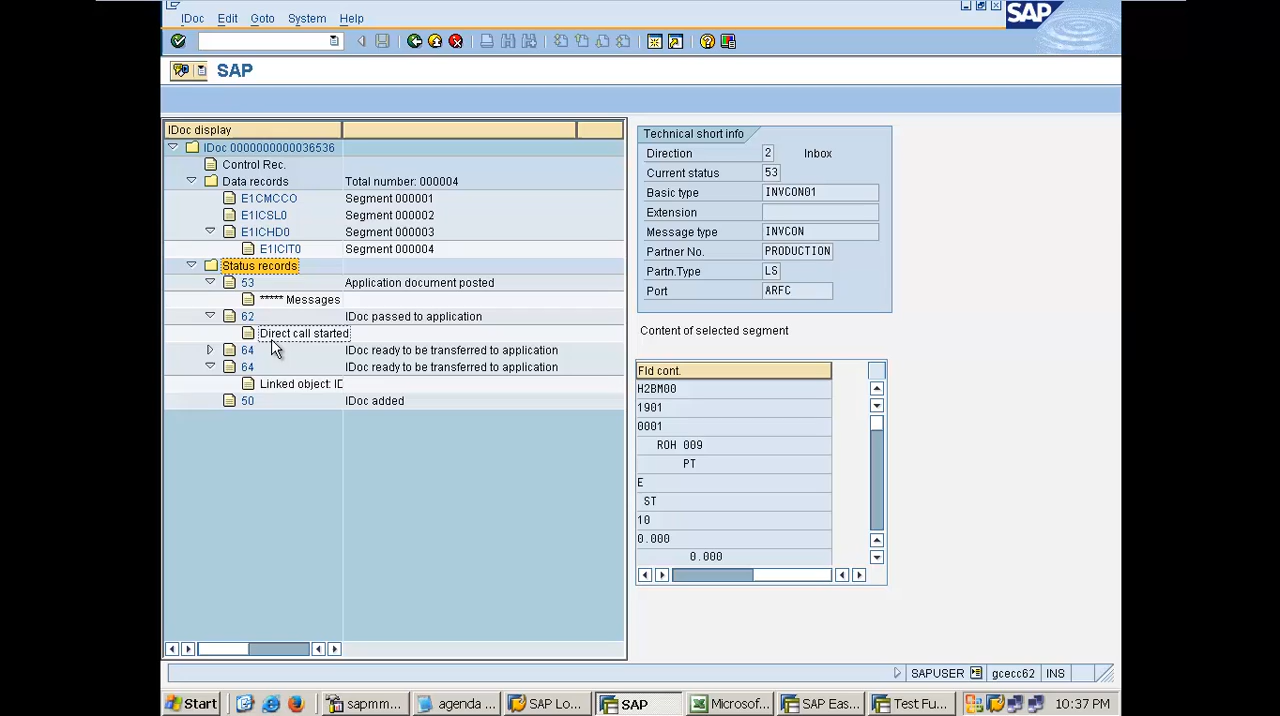 IDoc Edit Goto System Help
SAP
SAP
IDoc display
IDoc 0000000000036536
Control Rec.
Data records Total number: 000004
E1CMCCO Segment 000001
E1ICSL0 Segment 000002
E1ICHD0 Segment 000003
E1ICIT0 Segment 000004
Status records
53 Application document posted
***** Messages
62 IDoc passed to application
Direct call started
64 IDoc ready to be transferred to application
64 IDoc ready to be transferred to application
Linked object: ID
50 IDoc added
Technical short info
Direction 2 Inbox
Current status 53
Basic type INVCON01
Extension
Message type INVCON
Partner No. PRODUCTION
Partn.Type LS
Port ARFC
Content of selected segment
Fld cont.
H2BM00
1901
0001
ROH 009
PT
E
ST
10
0.000
0.000
SAPUSER gcecc62 INS
Start sapmm... agenda ... SAP Lo... SAP Microsof... SAP Eas... Test Fu... 10:37 PM